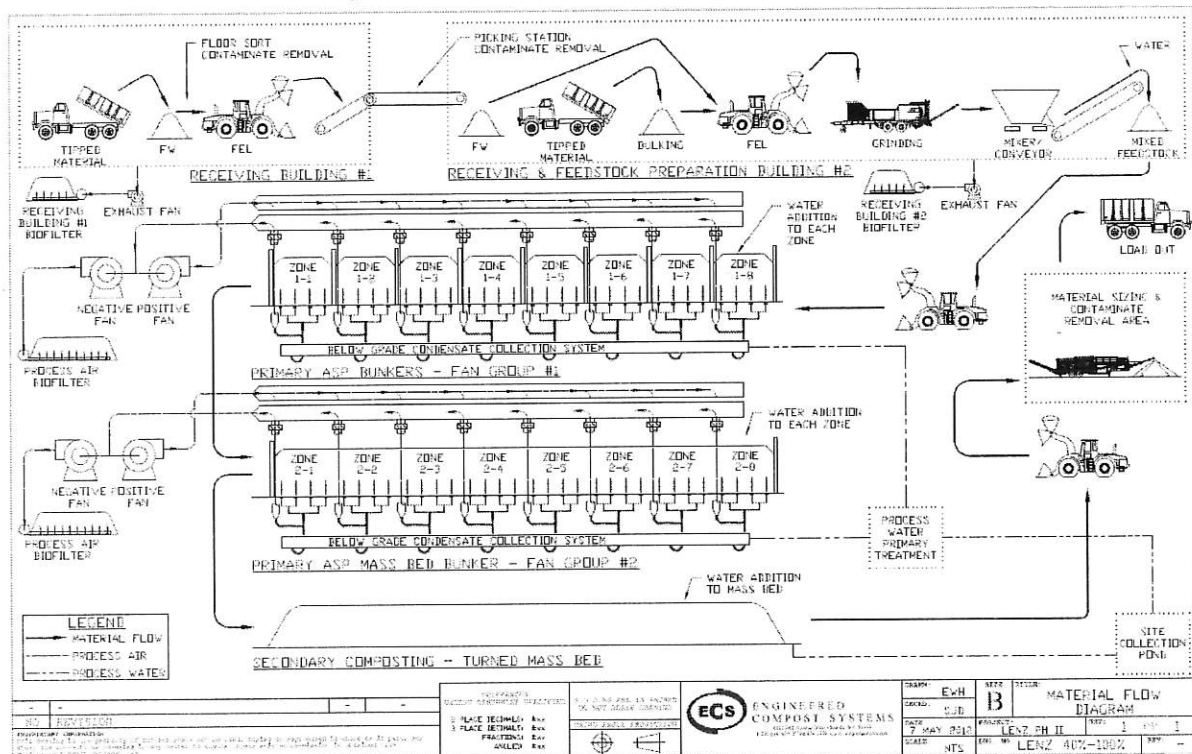 FLOOR SORT
CONTAMINATE REMOVAL
PICKING STATION
CONTAMINATE REMOVAL
WATER
TIPPED
MATERIAL
FW
FEL
FW
TIPPED
MATERIAL
BULKING
FEL
GRINDING
MIXER/
CONVEYOR
MIXED
FEEDSTOCK
RECEIVING BUILDING #1
RECEIVING & FEEDSTOCK PREPARATION BUILDING #2
RECEIVING
BUILDING #1
BIOFILTER
EXHAUST FAN
RECEIVING
BUILDING #2
BIOFILTER
EXHAUST FAN
WATER
ADDITION
TO EACH
ZONE
LOAD OUT
NEGATIVE
FAN
POSITIVE
FAN
ZONE
1-1
ZONE
1-2
ZONE
1-3
ZONE
1-4
ZONE
1-5
ZONE
1-6
ZONE
1-7
ZONE
1-8
MATERIAL SIZING &
CONTAMINATE
REMOVAL AREA
PROCESS AIR
BIOFILTER
BELOW GRADE CONDENSATE COLLECTION SYSTEM
PRIMARY ASP BUNKERS - FAN GROUP #1
WATER ADDITION
TO EACH ZONE
NEGATIVE
FAN
POSITIVE
FAN
ZONE
2-1
ZONE
2-2
ZONE
2-3
ZONE
2-4
ZONE
2-5
ZONE
2-6
ZONE
2-7
ZONE
2-8
PROCESS AIR
BIOFILTER
BELOW GRADE CONDENSATE COLLECTION SYSTEM
PRIMARY ASP MASS BED BUNKER - FAN GROUP #2
PROCESS
WATER
PRIMARY
TREATMENT
WATER ADDITION
TO MASS BED
SECONDARY COMPOSTING - TURNED MASS BED
SITE
COLLECTION
POND
LEGEND
MATERIAL FLOW
PROCESS AIR
PROCESS WATER
NO REVISION
ECS
ENGINEERED
COMPOST SYSTEMS
EWH
SIZE
B
MATERIAL FLOW
DIAGRAM
DATE
7 MAY 2012
LENZ PH II
1
1
SCALE
NTS
LENZ 40%-100%